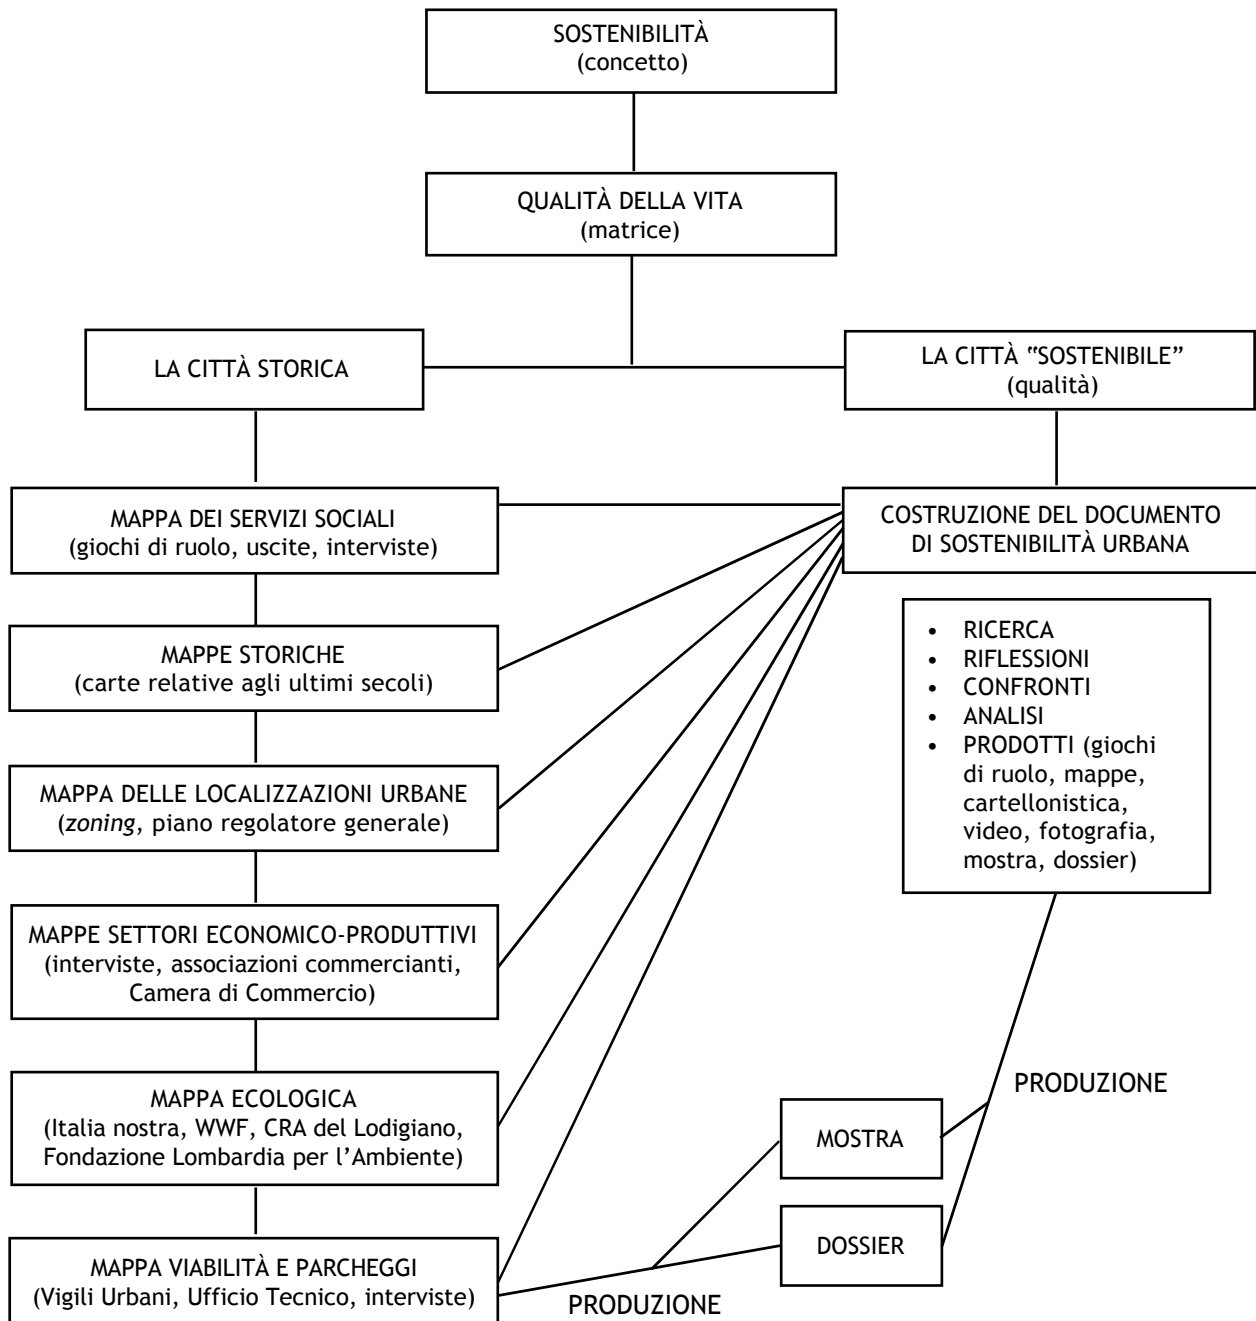 SOSTENIBILITÀ
(concetto)
QUALITÀ DELLA VITA
(matrice)
LA CITTÀ STORICA
LA CITTÀ “SOSTENIBILE”
(qualità)
MAPPA DEI SERVIZI SOCIALI
(giochi di ruolo, uscite, interviste)
COSTRUZIONE DEL DOCUMENTO
DI SOSTENIBILITÀ URBANA
MAPPE STORICHE
(carte relative agli ultimi secoli)
• RICERCA
• RIFLESSIONI
• CONFRONTI
• ANALISI
• PRODOTTI (giochi
di ruolo, mappe,
cartellonistica,
video, fotografia,
mostra, dossier)
MAPPA DELLE LOCALIZZAZIONI URBANE
(zoning, piano regolatore generale)
MAPPE SETTORI ECONOMICO-PRODUTTIVI
(interviste, associazioni commercianti,
Camera di Commercio)
MAPPA ECOLOGICA
(Italia nostra, WWF, CRA del Lodigiano,
Fondazione Lombardia per l’Ambiente)
PRODUZIONE
MOSTRA
DOSSIER
MAPPA VIABILITÀ E PARCHEGGI
(Vigili Urbani, Ufficio Tecnico, interviste)
PRODUZIONE